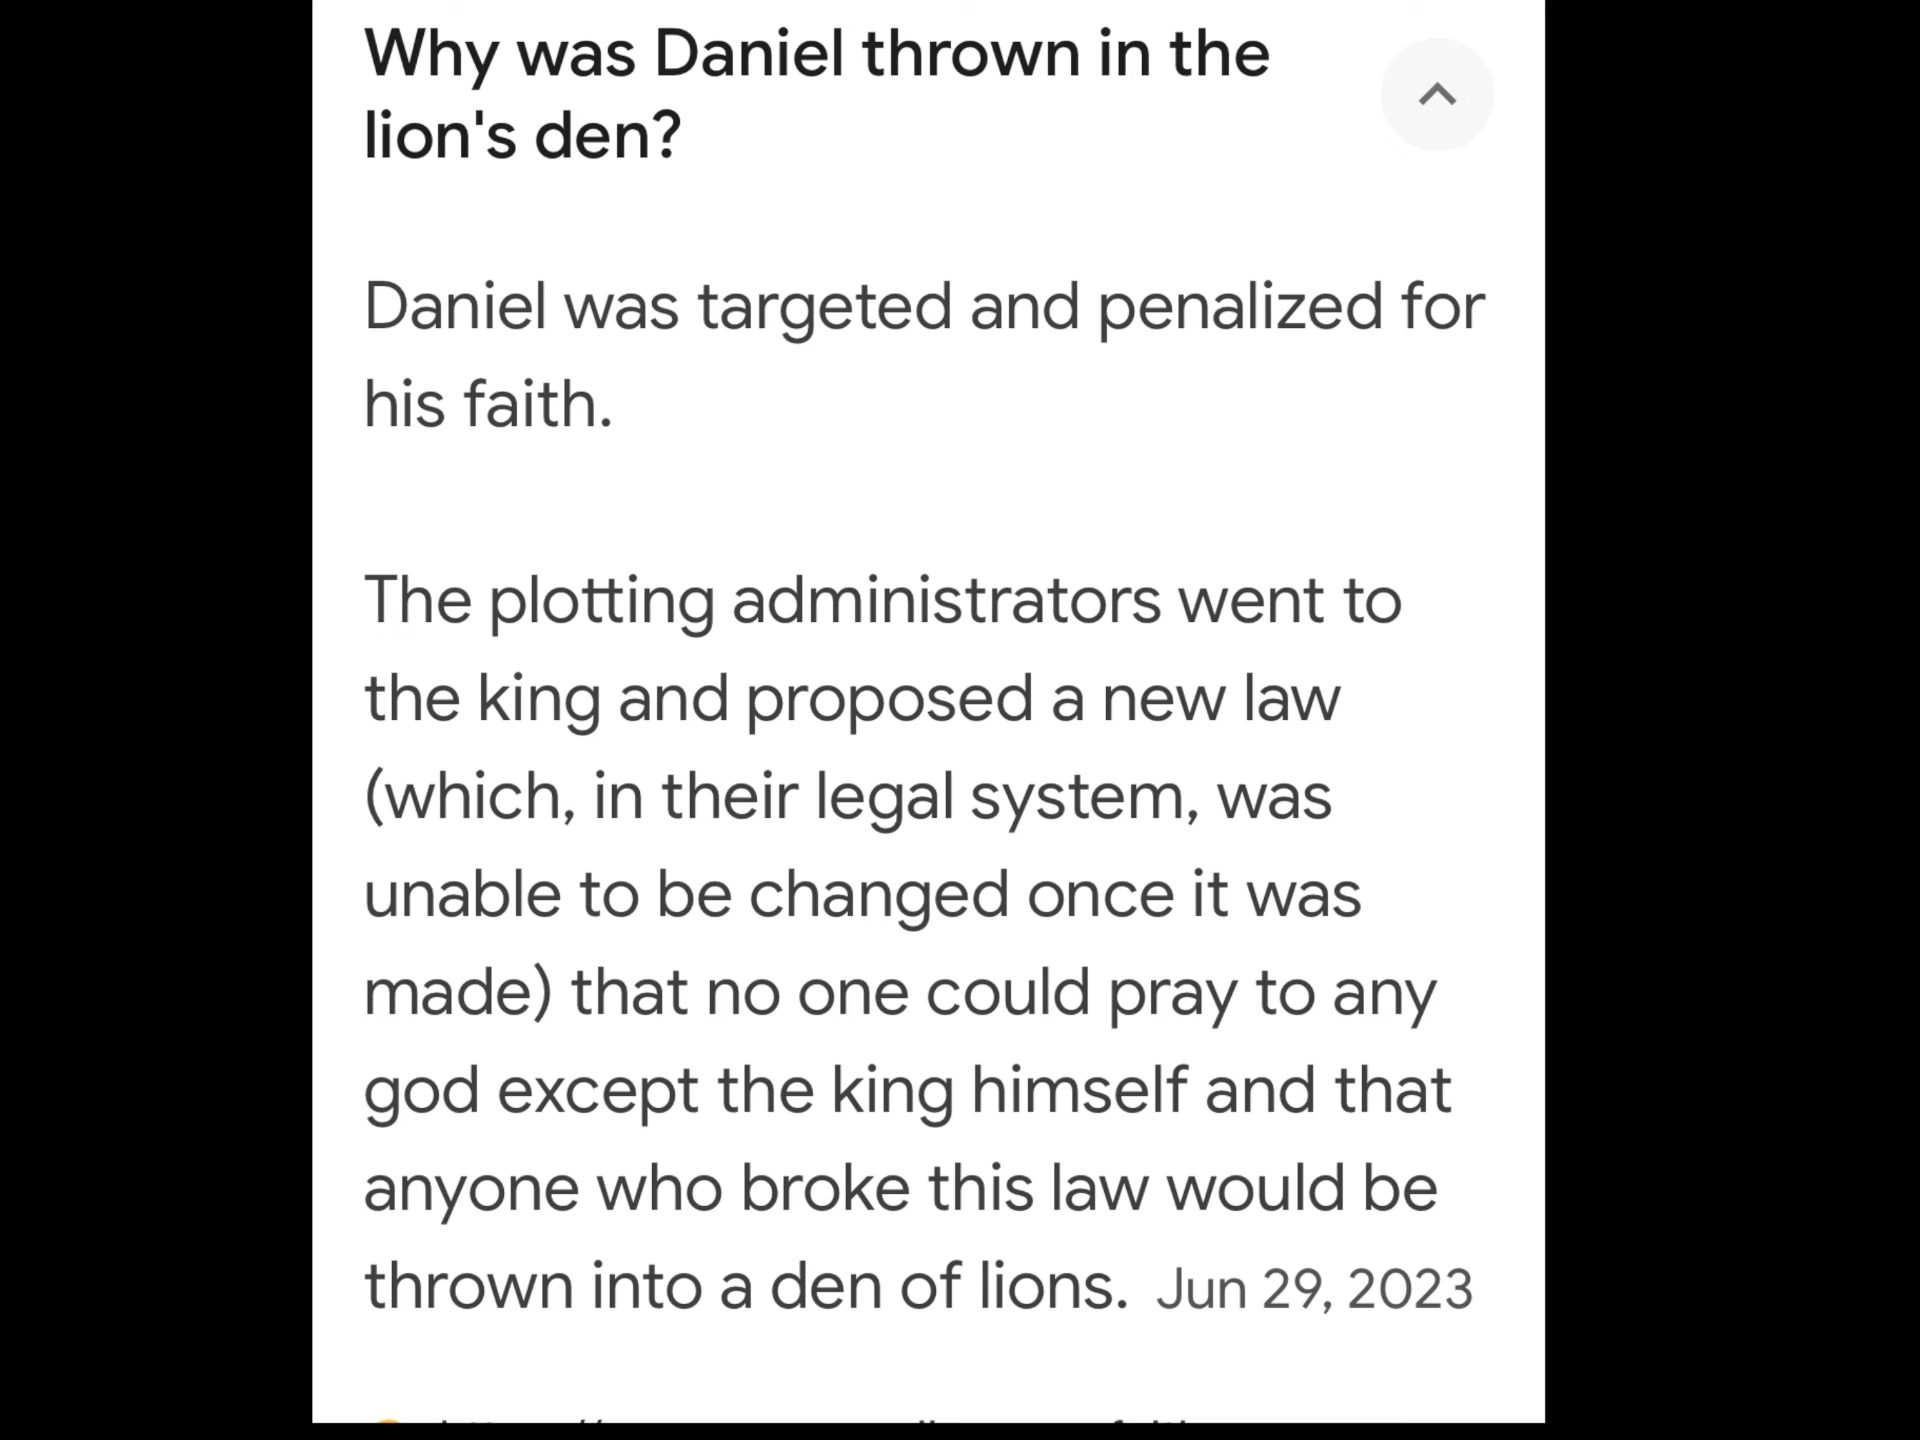 Why was Daniel thrown in the
lion's den?
Daniel was targeted and penalized for
his faith.
The plotting administrators went to
the king and proposed a new law
(which, in their legal system, was
unable to be changed once it was
made) that no one could pray to any
god except the king himself and that
anyone who broke this law would be
thrown into a den of lions. Jun 29, 2023